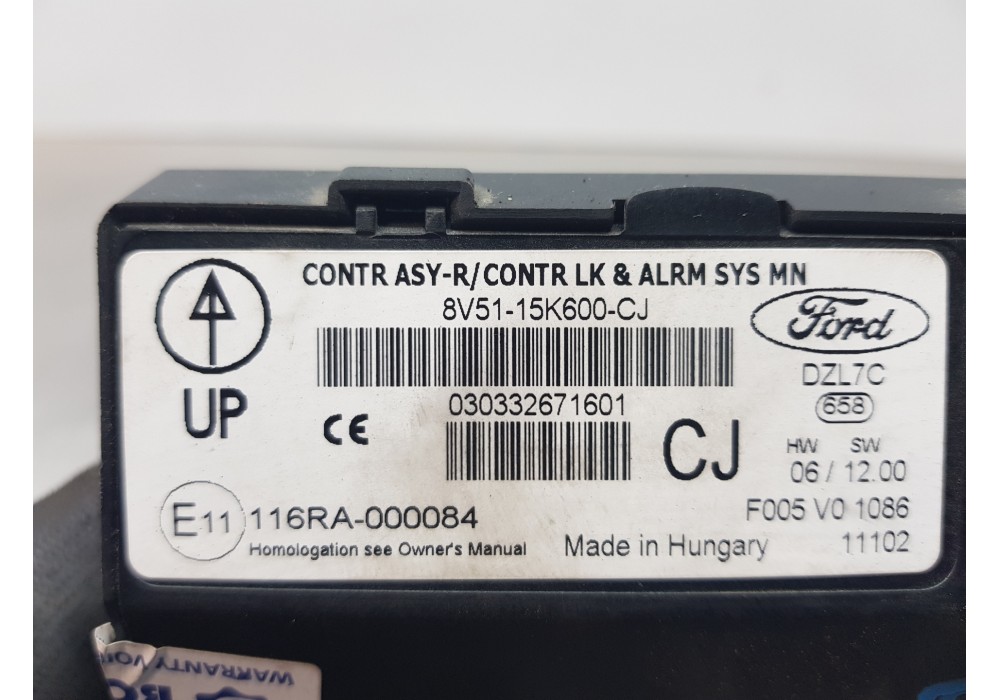 CONTR ASY-R/CONTR LK & ALRM SYS MN
8V51-15K600-CJ
Ford
DZL7C
658
UP
CE
030332671601
CJ
HW SW
06 / 12.00
E11 116RA-000084
F005 V0 1086
Homologation see Owner's Manual
Made in Hungary
11102
WARRANTY VOI